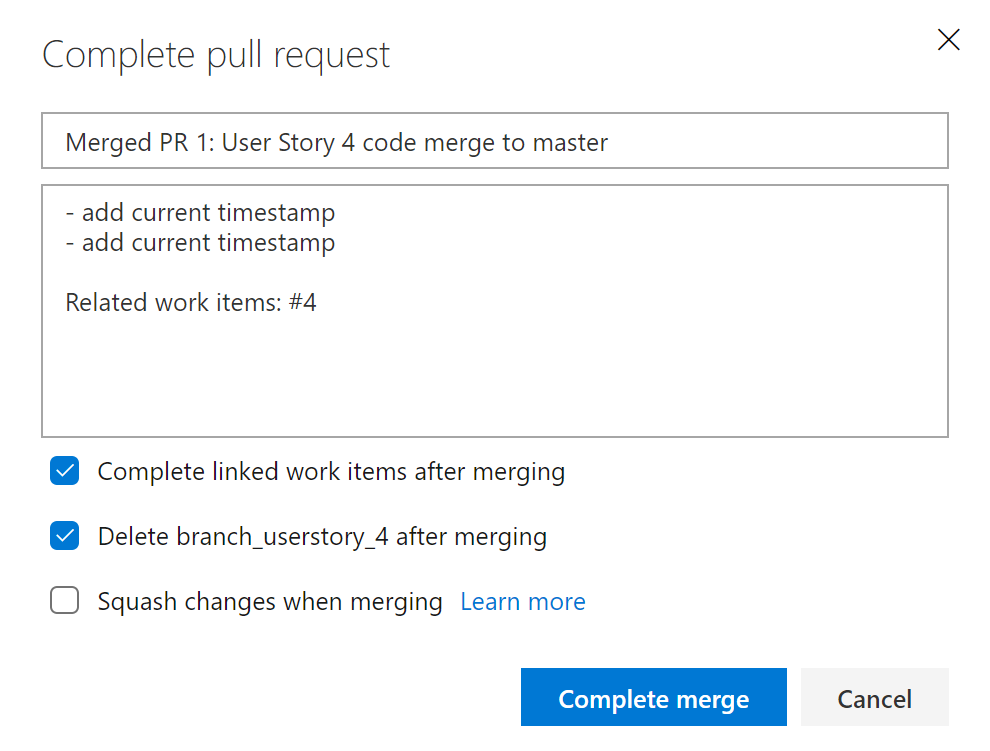 Complete pull request
Merged PR 1: User Story 4 code merge to master
- add current timestamp
- add current timestamp
Related work items: #4
Complete linked work items after merging
Delete branch_userstory_4 after merging
Squash changes when merging Learn more
Complete merge Cancel